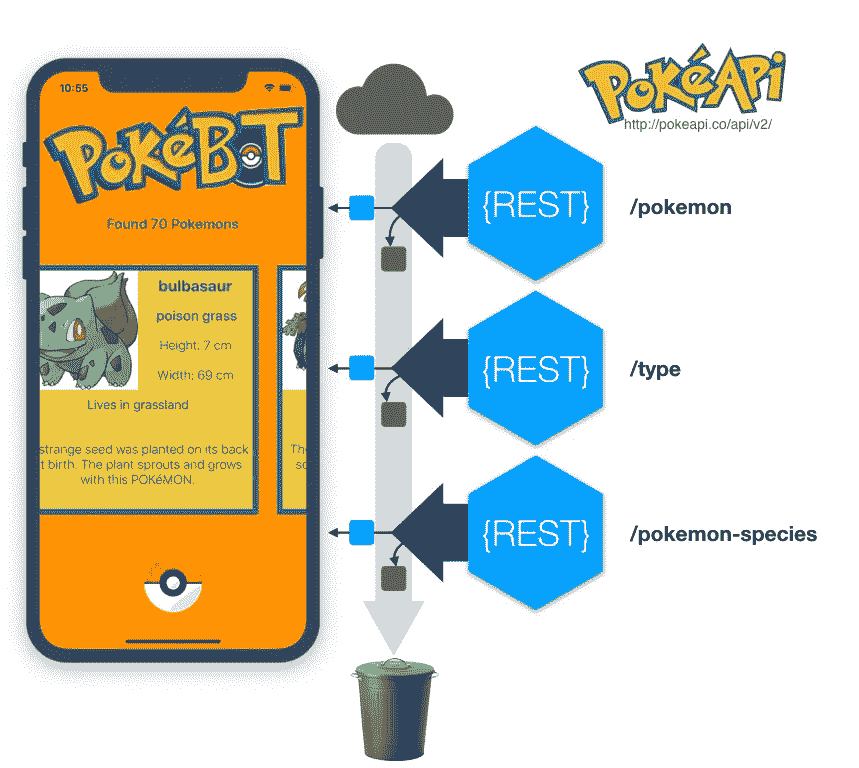 10:55
PokéBoT
Found 70 Pokemons
bulbasaur
poison grass
Height: 7 cm
Width: 69 cm
Lives in grassland
strange seed was planted on its back
t birth. The plant sprouts and grows
with this POKéMON.
Th
so
PoKéApi
http://pokeapi.co/api/v2/
{REST}
/pokemon
{REST}
/type
{REST}
/pokemon-species